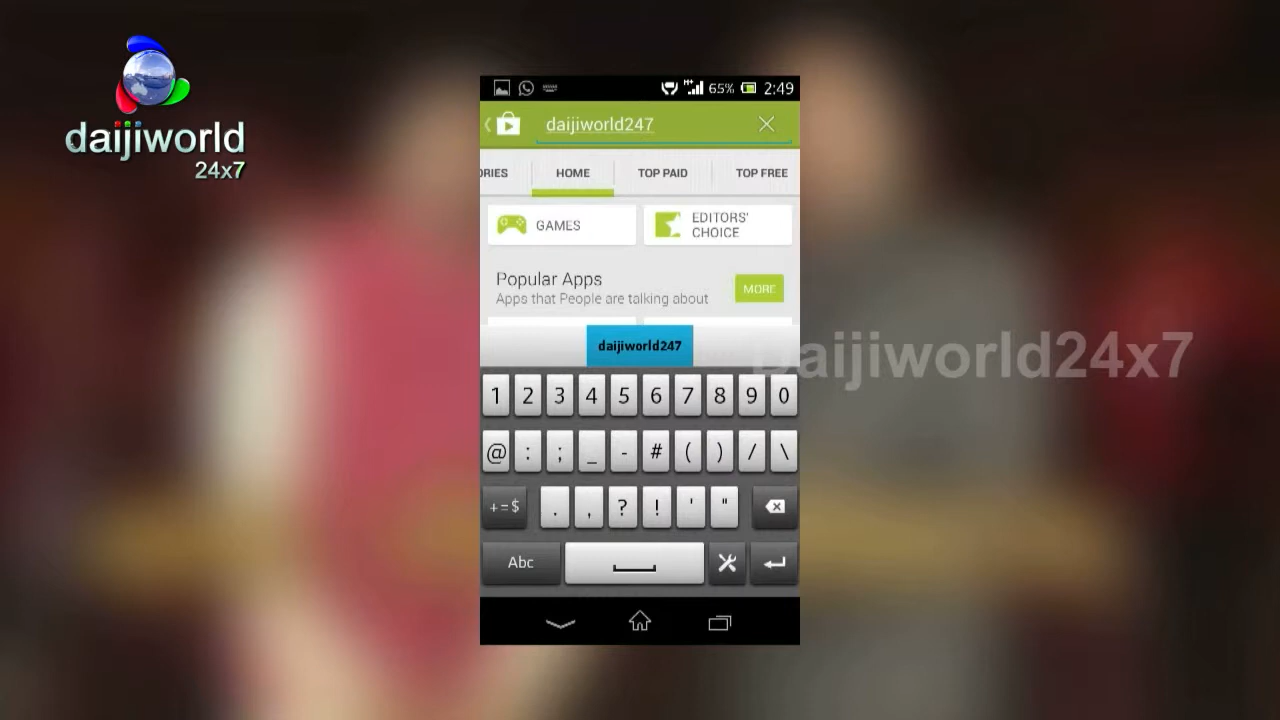 daijiworld
24x7
65% 2:49
daijiworld247
ORIES HOME TOP PAID TOP FREE
GAMES
EDITORS'
CHOICE
Popular Apps
Apps that People are talking about
MORE
daijiworld247
Daijiworld24x7
1 2 3 4 5 6 7 8 9 0
@ : ; _ - # ( ) / \
+=$ . , ? ! ' "
Abc